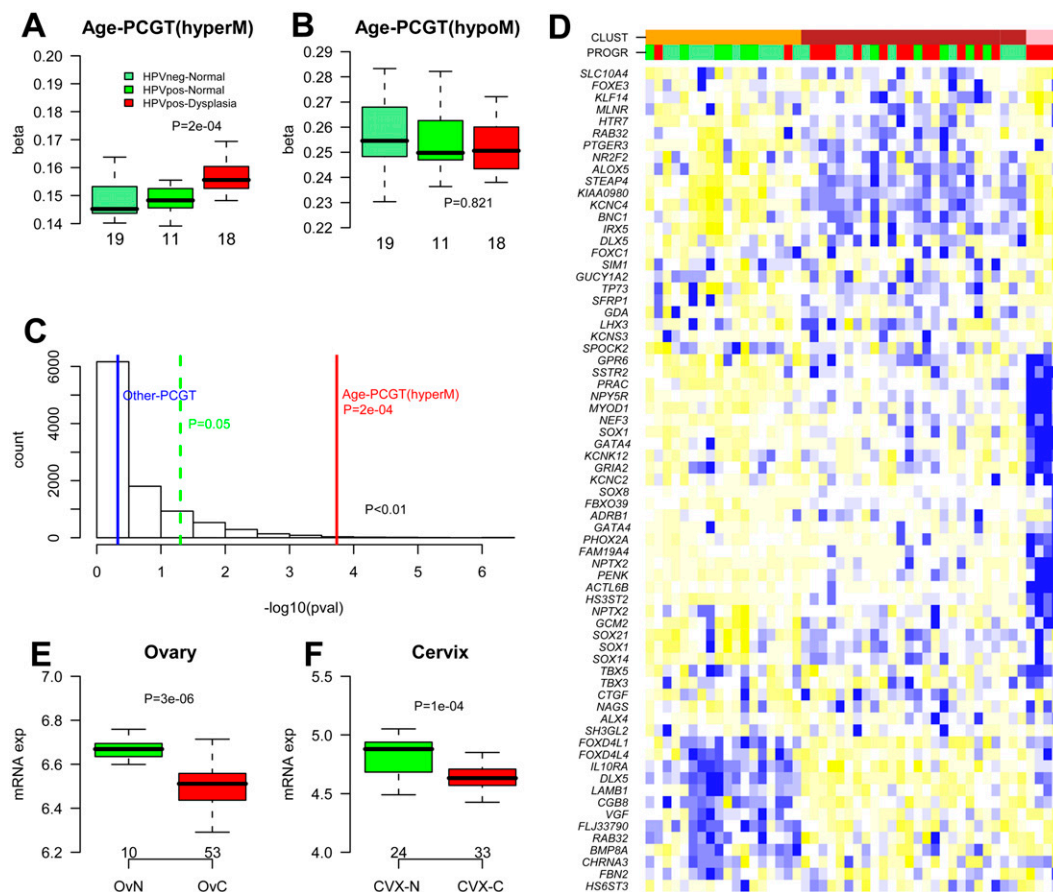 A
Age-PCGT(hyperM)
beta
0.20
0.19
0.18
0.17
0.16
0.15
0.14
HPVneg-Normal
HPVpos-Normal
HPVpos-Dysplasia
P=2e-04
19
11
18
B
Age-PCGT(hypoM)
beta
0.29
0.28
0.27
0.26
0.25
0.24
0.23
0.22
P=0.821
19
11
18
C
count
6000
4000
2000
0
Other-PCGT
P=0.05
Age-PCGT(hyperM)
P=2e-04
P<0.01
0
1
2
3
4
5
6
-log10(pval)
D
CLUST
PROGR
SLC10A4
FOXE3
KLF14
MLNR
HTR7
RAB32
PTGER3
NR2F2
ALOX5
STEAP4
KIAA0980
KCNC4
BNC1
IRX5
DLX5
FOXC1
SIM1
GUCY1A2
TP73
SFRP1
GDA
LHX3
KCNS3
SPOCK2
GPR6
SSTR2
PRAC
NPY5R
MYOD1
NEF3
SOX1
GATA4
KCNK12
GRIA2
KCNC2
SOX8
FBXO39
ADRB1
GATA4
PHOX2A
FAM19A4
NPTX2
PENK
ACTL6B
HS3ST2
NPTX2
GCM2
SOX21
SOX1
SOX14
TBX5
TBX3
CTGF
NAGS
ALX4
SH3GL2
FOXD4L1
FOXD4L4
IL10RA
DLX5
LAMB1
CGB8
VGF
FLJ33790
RAB32
BMP8A
CHRNA3
FBN2
HS6ST3
E
Ovary
mRNA exp
7.0
6.8
6.6
6.4
6.2
P=3e-06
10
53
OvN
OvC
F
Cervix
mRNA exp
5.5
5.0
4.5
4.0
P=1e-04
24
33
CVX-N
CVX-C